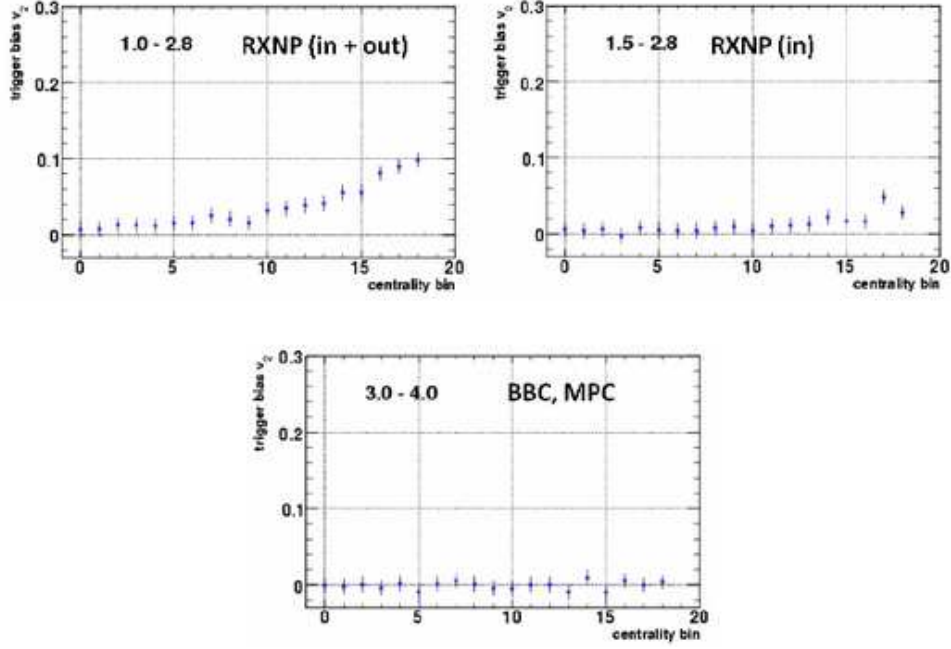 trigger bias v2
0.3
1.0 - 2.8 RXNP (in + out)
0.2
0.1
0
0 5 10 15 20
centrality bin
trigger bias v2
0.3
1.5 - 2.8 RXNP (in)
0.2
0.1
0
0 5 10 15 20
centrality bin
trigger bias v2
0.3
3.0 - 4.0 BBC, MPC
0.2
0.1
0
0 5 10 15 20
centrality bin